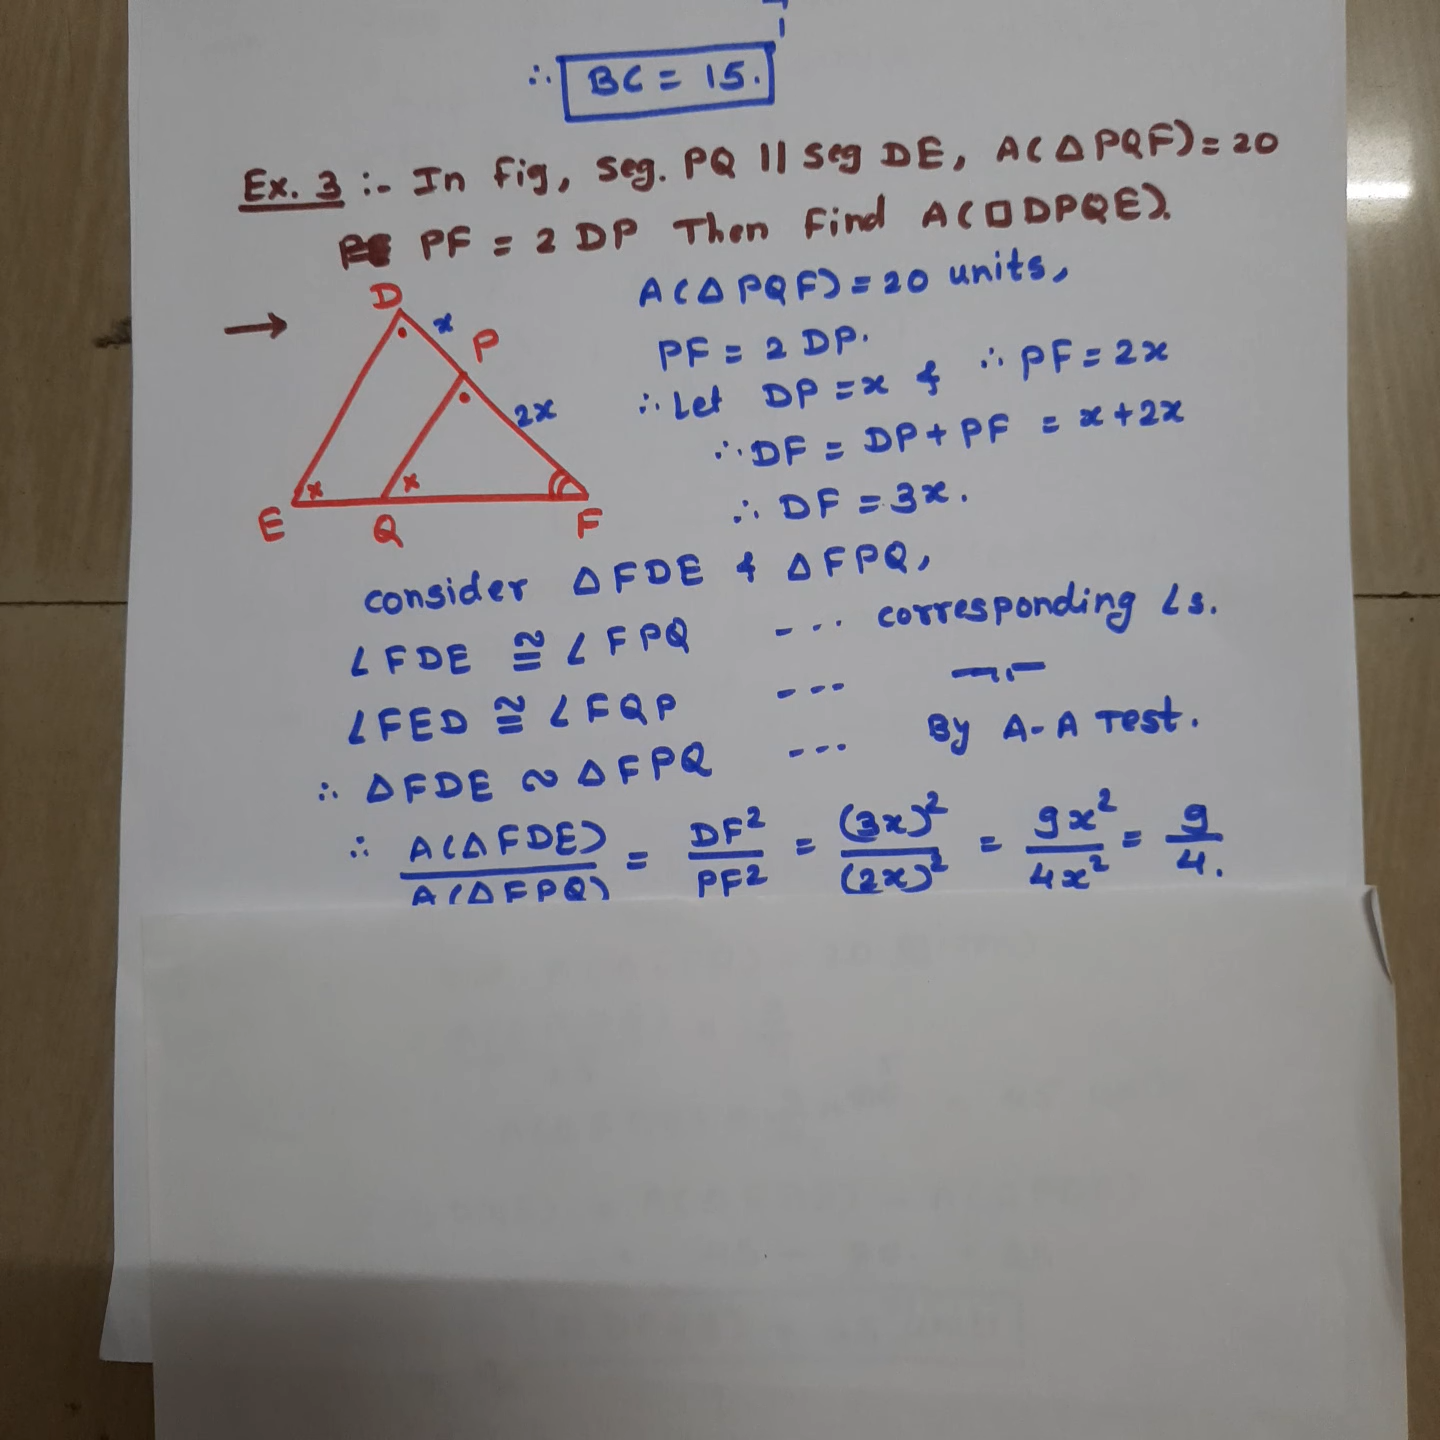 ∴ BC = 15.
Ex. 3 :- In fig, seg. PQ || seg DE, A(△PQF) = 20
PF = 2 DP Then Find A(□DPQE).
→
A(△PQF) = 20 units,
PF = 2 DP.
∴ Let DP = x & ∴ PF = 2x
∴ DF = DP + PF = x + 2x
∴ DF = 3x.
D
x
P
2x
x
x
E
Q
F
consider △FDE & △FPQ,
∠FDE ≅ ∠FPQ --- corresponding ∠s.
∠FED ≅ ∠FQP --- —〃—
∴ △FDE ~ △FPQ --- By A-A Test.
∴ A(△FDE) / A(△FPQ) = DF² / PF² = (3x)² / (2x)² = 9x² / 4x² = 9 / 4.